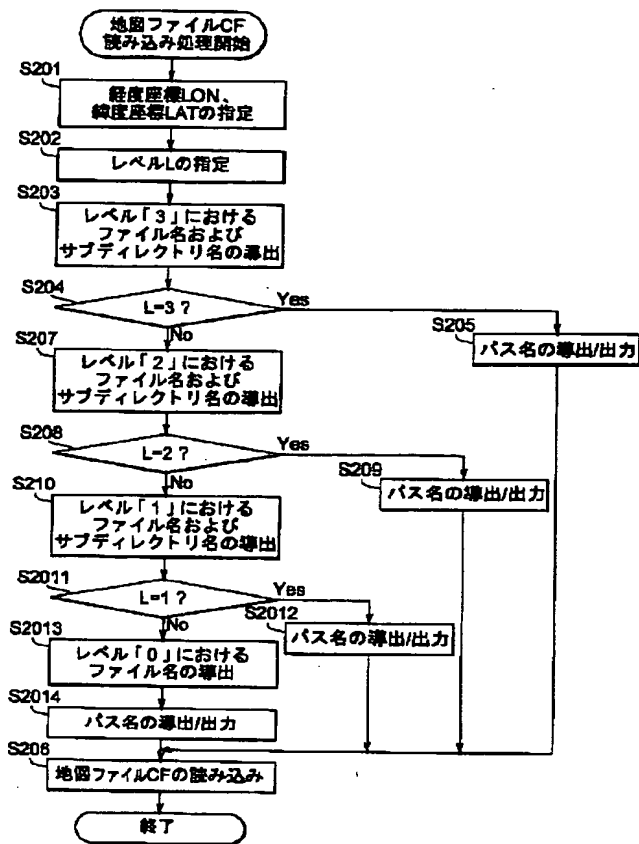 地図ファイルCF
読み込み処理開始
S201
経度座標LON、
緯度座標LATの指定
S202
レベルLの指定
S203
レベル「3」における
ファイル名および
サブディレクトリ名の導出
S204
L=3 ?
Yes
No
S205
パス名の導出/出力
S207
レベル「2」における
ファイル名および
サブディレクトリ名の導出
S208
L=2 ?
Yes
No
S209
パス名の導出/出力
S210
レベル「1」における
ファイル名および
サブディレクトリ名の導出
S2011
L=1 ?
Yes
No
S2012
パス名の導出/出力
S2013
レベル「0」における
ファイル名の導出
S2014
パス名の導出/出力
S206
地図ファイルCFの読み込み
終了